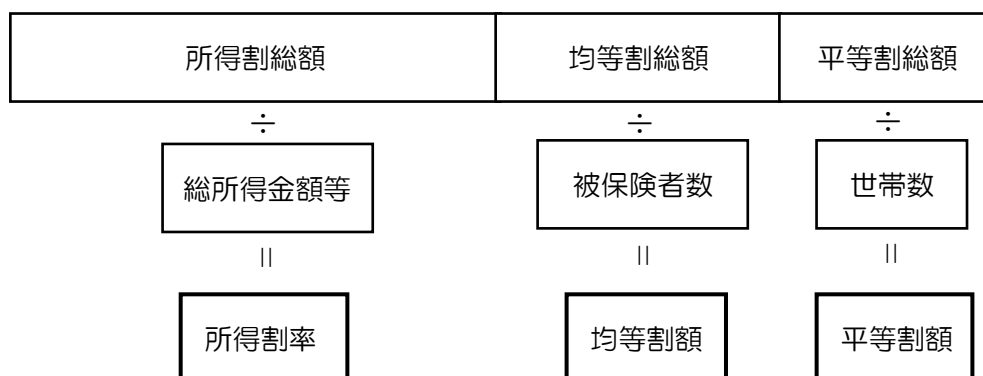 所得割総額 均等割総額 平等割総額
÷ ÷ ÷
総所得金額等 被保険者数 世帯数
= = =
所得割率 均等割額 平等割額